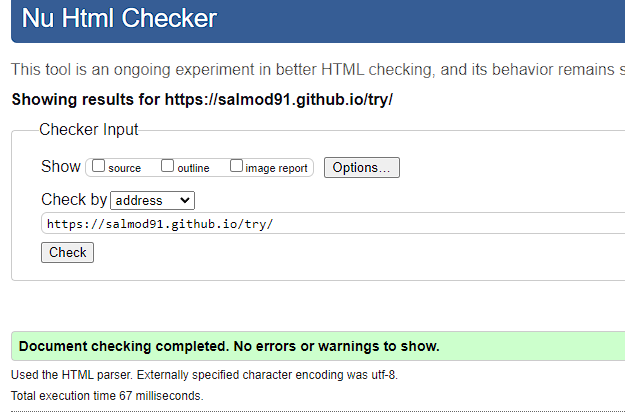 Nu Html Checker
This tool is an ongoing experiment in better HTML checking, and its behavior remains
Showing results for https://salmod91.github.io/try/
Checker Input
Show source outline image report Options...
Check by address
https://salmod91.github.io/try/
Check
Document checking completed. No errors or warnings to show.
Used the HTML parser. Externally specified character encoding was utf-8.
Total execution time 67 milliseconds.